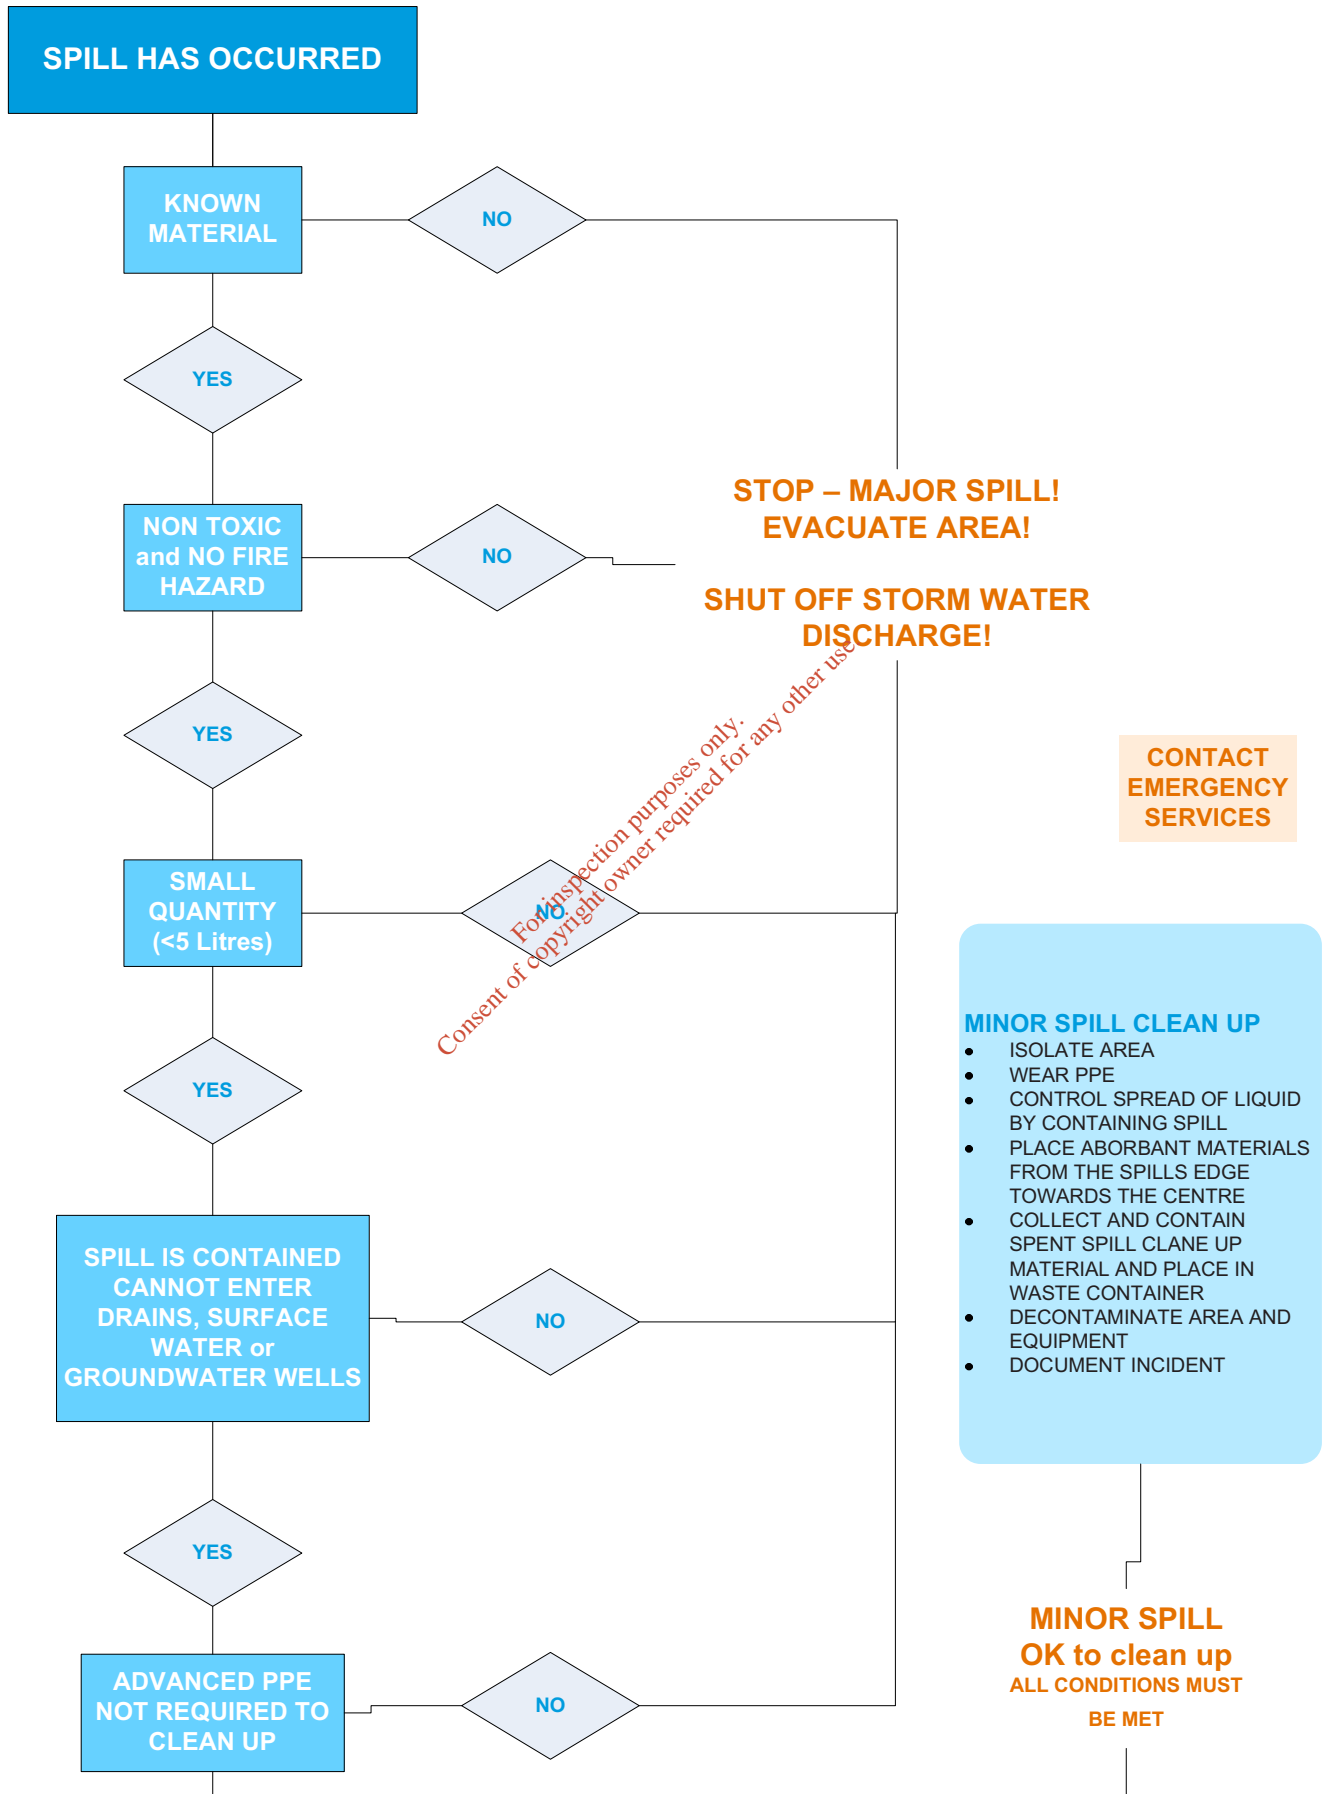 SPILL HAS OCCURRED
KNOWN
MATERIAL
NO
YES
STOP – MAJOR SPILL!
EVACUATE AREA!
NON TOXIC
and NO FIRE
HAZARD
NO
SHUT OFF STORM WATER
DISCHARGE!
YES
For inspection purposes only.
Consent of copyright owner required for any other use
CONTACT
EMERGENCY
SERVICES
SMALL
QUANTITY
(<5 Litres)
NO
YES
MINOR SPILL CLEAN UP
• ISOLATE AREA
• WEAR PPE
• CONTROL SPREAD OF LIQUID
BY CONTAINING SPILL
• PLACE ABORBANT MATERIALS
FROM THE SPILLS EDGE
TOWARDS THE CENTRE
• COLLECT AND CONTAIN
SPENT SPILL CLANE UP
MATERIAL AND PLACE IN
WASTE CONTAINER
• DECONTAMINATE AREA AND
EQUIPMENT
• DOCUMENT INCIDENT
SPILL IS CONTAINED
CANNOT ENTER
DRAINS, SURFACE
WATER or
GROUNDWATER WELLS
NO
YES
MINOR SPILL
OK to clean up
ALL CONDITIONS MUST
BE MET
ADVANCED PPE
NOT REQUIRED TO
CLEAN UP
NO